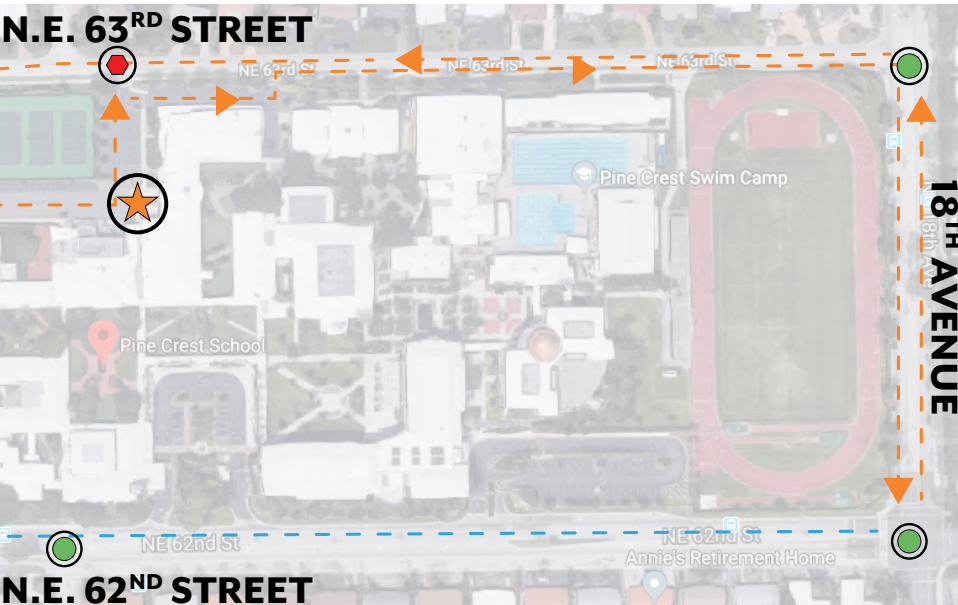 N.E. 63RD STREET
NE 63rd St
NE 63rd St
NE 63rd St
Pine Crest Swim Camp
18TH AVENUE
Pine Crest School
NE 62nd St
NE 62nd St
Annie's Retirement Home
N.E. 62ND STREET